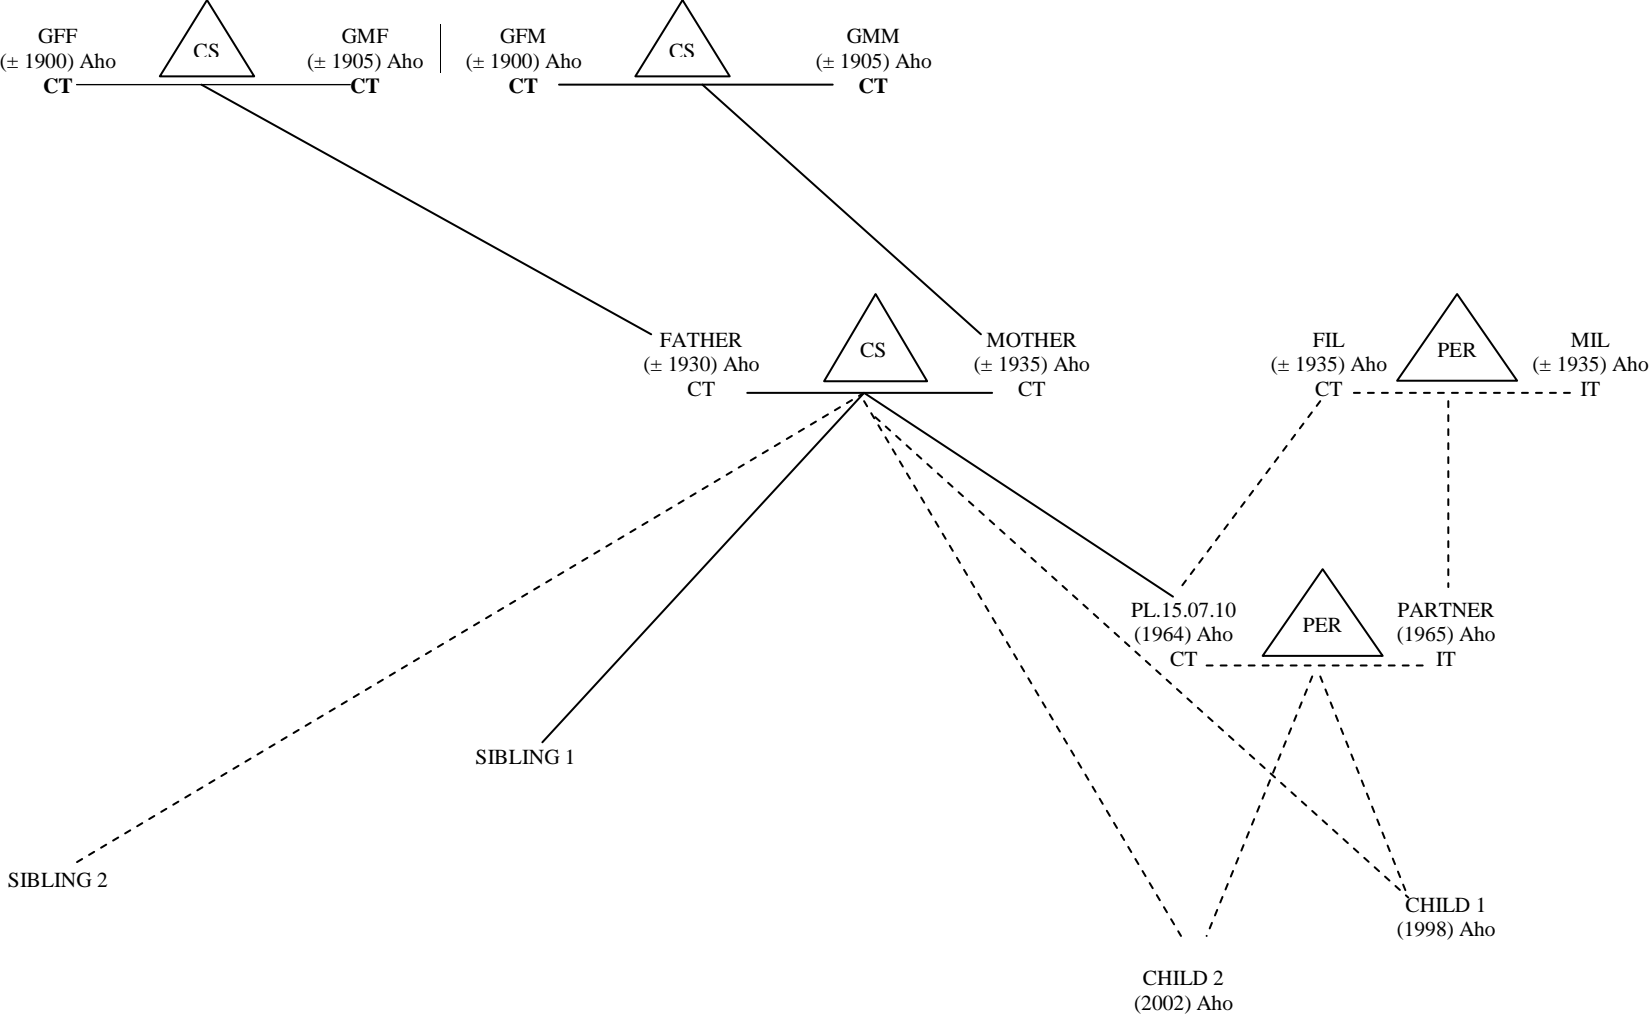 GFF
(± 1900) Aho
CT
CS
GMF
(± 1905) Aho
CT
GFM
(± 1900) Aho
CT
CS
GMM
(± 1905) Aho
CT
FATHER
(± 1930) Aho
CT
CS
MOTHER
(± 1935) Aho
CT
FIL
(± 1935) Aho
CT
PER
MIL
(± 1935) Aho
IT
PL.15.07.10
(1964) Aho
CT
PER
PARTNER
(1965) Aho
IT
SIBLING 1
SIBLING 2
CHILD 1
(1998) Aho
CHILD 2
(2002) Aho